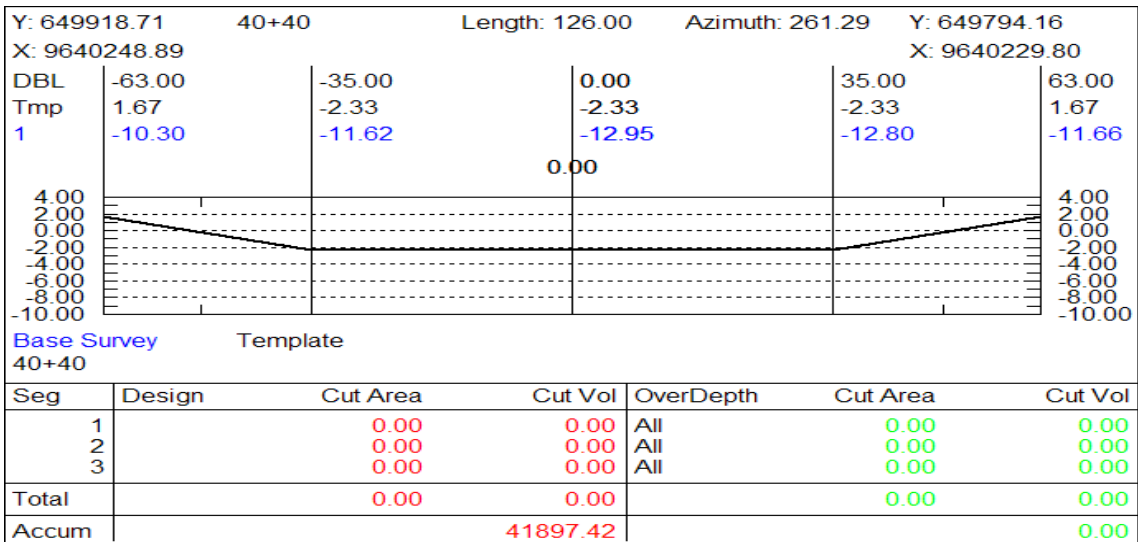 Y: 649918.71 40+40 Length: 126.00 Azimuth: 261.29 Y: 649794.16
X: 9640248.89 X: 9640229.80
DBL -63.00 -35.00 0.00 35.00 63.00
Tmp 1.67 -2.33 -2.33 -2.33 1.67
1 -10.30 -11.62 -12.95 -12.80 -11.66
0.00
4.00 4.00
2.00 2.00
0.00 0.00
-2.00 -2.00
-4.00 -4.00
-6.00 -6.00
-8.00 -8.00
-10.00 -10.00
Base Survey Template
40+40
Seg Design Cut Area Cut Vol OverDepth Cut Area Cut Vol
1 0.00 0.00 All 0.00 0.00
2 0.00 0.00 All 0.00 0.00
3 0.00 0.00 All 0.00 0.00
Total 0.00 0.00 0.00 0.00
Accum 41897.42 0.00